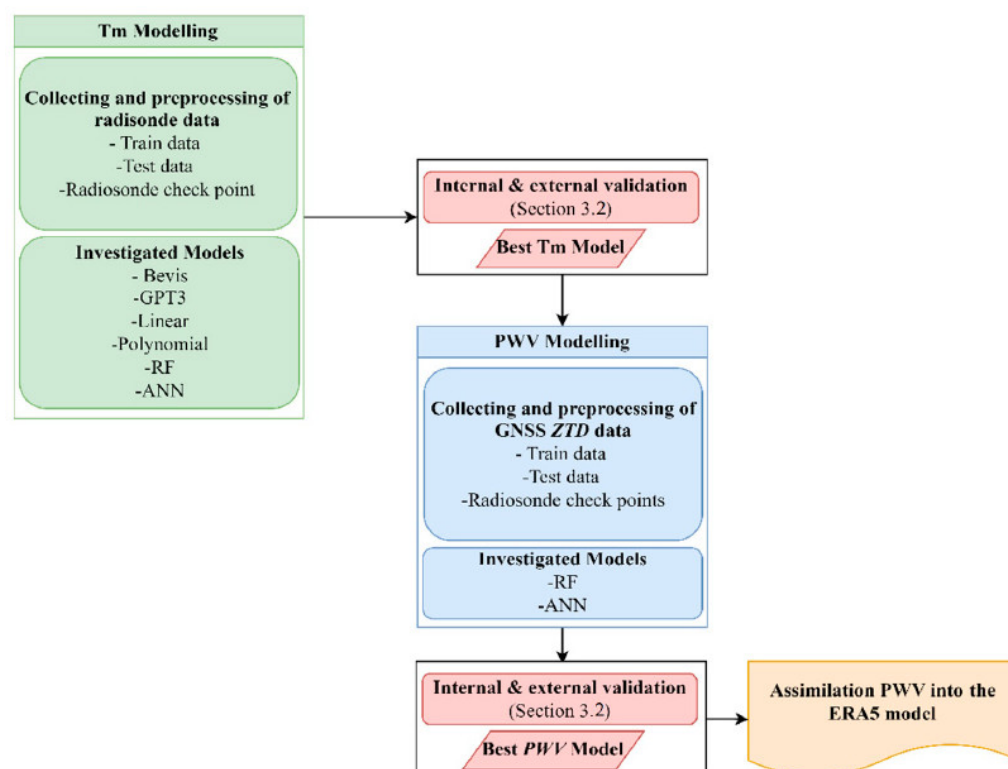 Tm Modelling
Collecting and preprocessing of
radisonde data
- Train data
-Test data
-Radiosonde check point
Investigated Models
- Bevis
-GPT3
-Linear
-Polynomial
-RF
-ANN
Internal & external validation
(Section 3.2)
Best Tm Model
PWV Modelling
Collecting and preprocessing of
GNSS ZTD data
- Train data
-Test data
-Radiosonde check points
Investigated Models
-RF
-ANN
Internal & external validation
(Section 3.2)
Best PWV Model
Assimilation PWV into the
ERA5 model